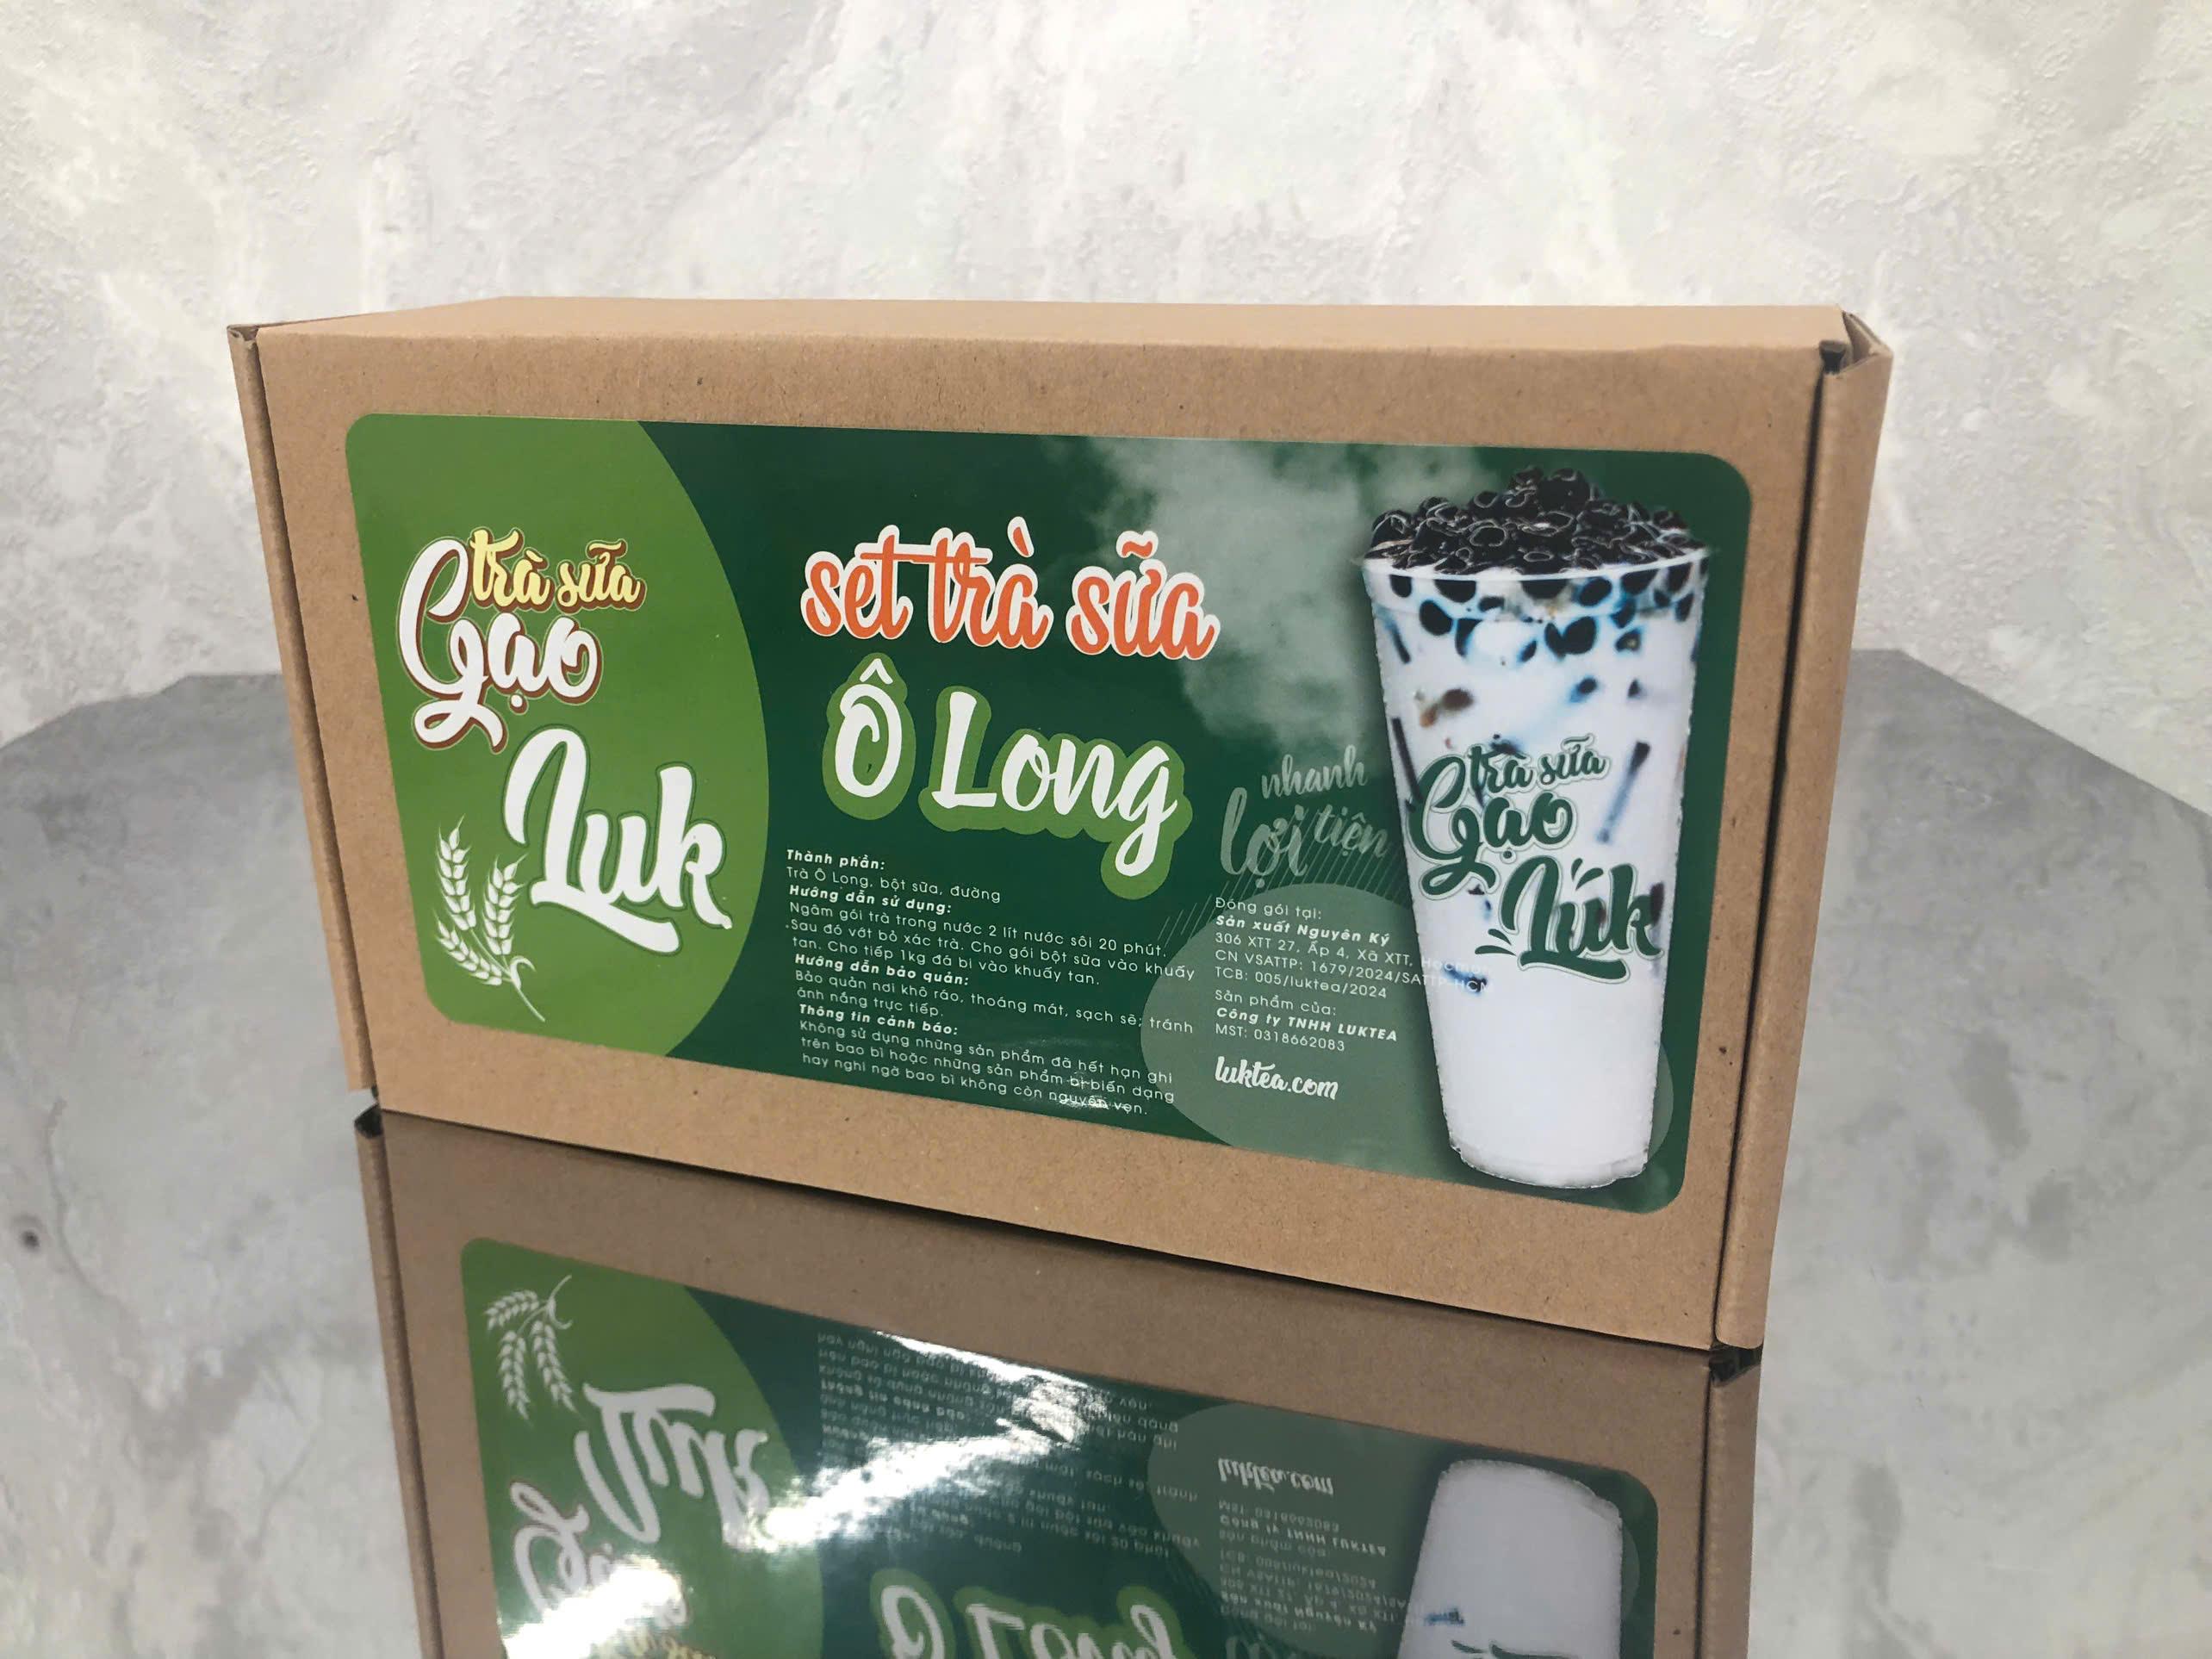 trà sữa
Gạo
Luk
set trà sữa
Ô Long
Thành phần:
Trà Ô Long, bột sữa, đường
Hướng dẫn sử dụng:
Ngâm gói trà trong nước 2 lít nước sôi 20 phút.
Sau đó vớt bỏ xác trà. Cho gói bột sữa vào khuấy
tan. Cho tiếp 1kg đá bi vào khuấy tan.
Hướng dẫn bảo quản:
Bảo quản nơi khô ráo, thoáng mát, sạch sẽ; tránh
ánh nắng trực tiếp.
Thông tin cảnh báo:
Không sử dụng những sản phẩm đã hết hạn ghi
trên bao bì hoặc những sản phẩm bị biến dạng
hay nghi ngờ bao bì không còn nguyên vẹn.
nhanh
lợi tiện
Đóng gói tại:
Sản xuất Nguyên Ký
306 XTT 27, Ấp 4, Xã XTT, Hocmon
CN VSATTP: 1679/2024/SATTP-HCM
TCB: 005/luktea/2024
Sản phẩm của:
Công ty TNHH LUKTEA
MST: 0318662083
luktea.com
trà sữa
Gạo
Luk